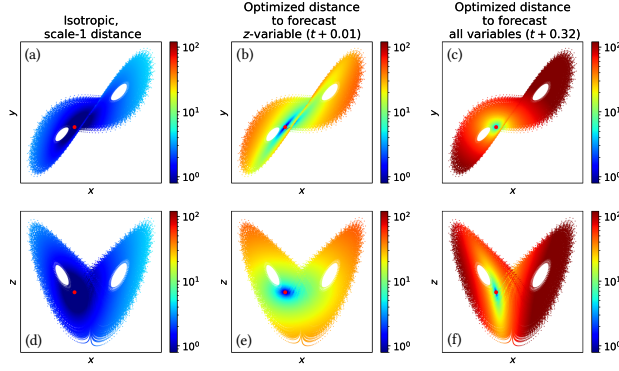 Isotropic,
scale-1 distance
Optimized distance
to forecast
z-variable (t + 0.01)
Optimized distance
to forecast
all variables (t + 0.32)
(a)
y
x
10²
10¹
10⁰
(b)
y
x
10²
10¹
10⁰
(c)
y
x
10²
10¹
10⁰
(d)
z
x
10²
10¹
10⁰
(e)
z
x
10²
10¹
10⁰
(f)
z
x
10²
10¹
10⁰